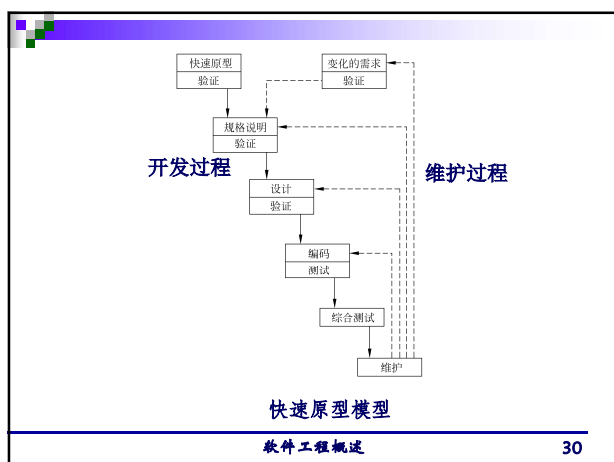 快速原型
验证
变化的需求
验证
规格说明
验证
开发过程
维护过程
设计
验证
编码
测试
综合测试
维护
快速原型模型
软件工程概述
30